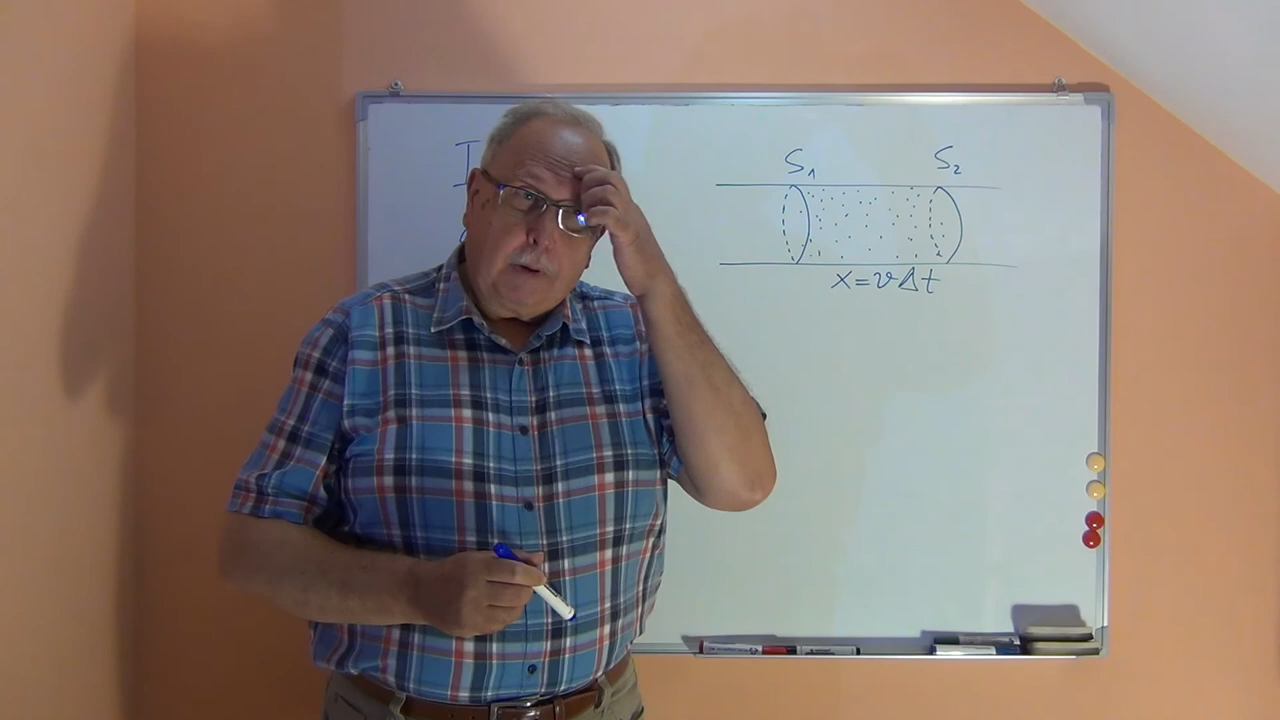 I
S₁ S₂
x=vΔt